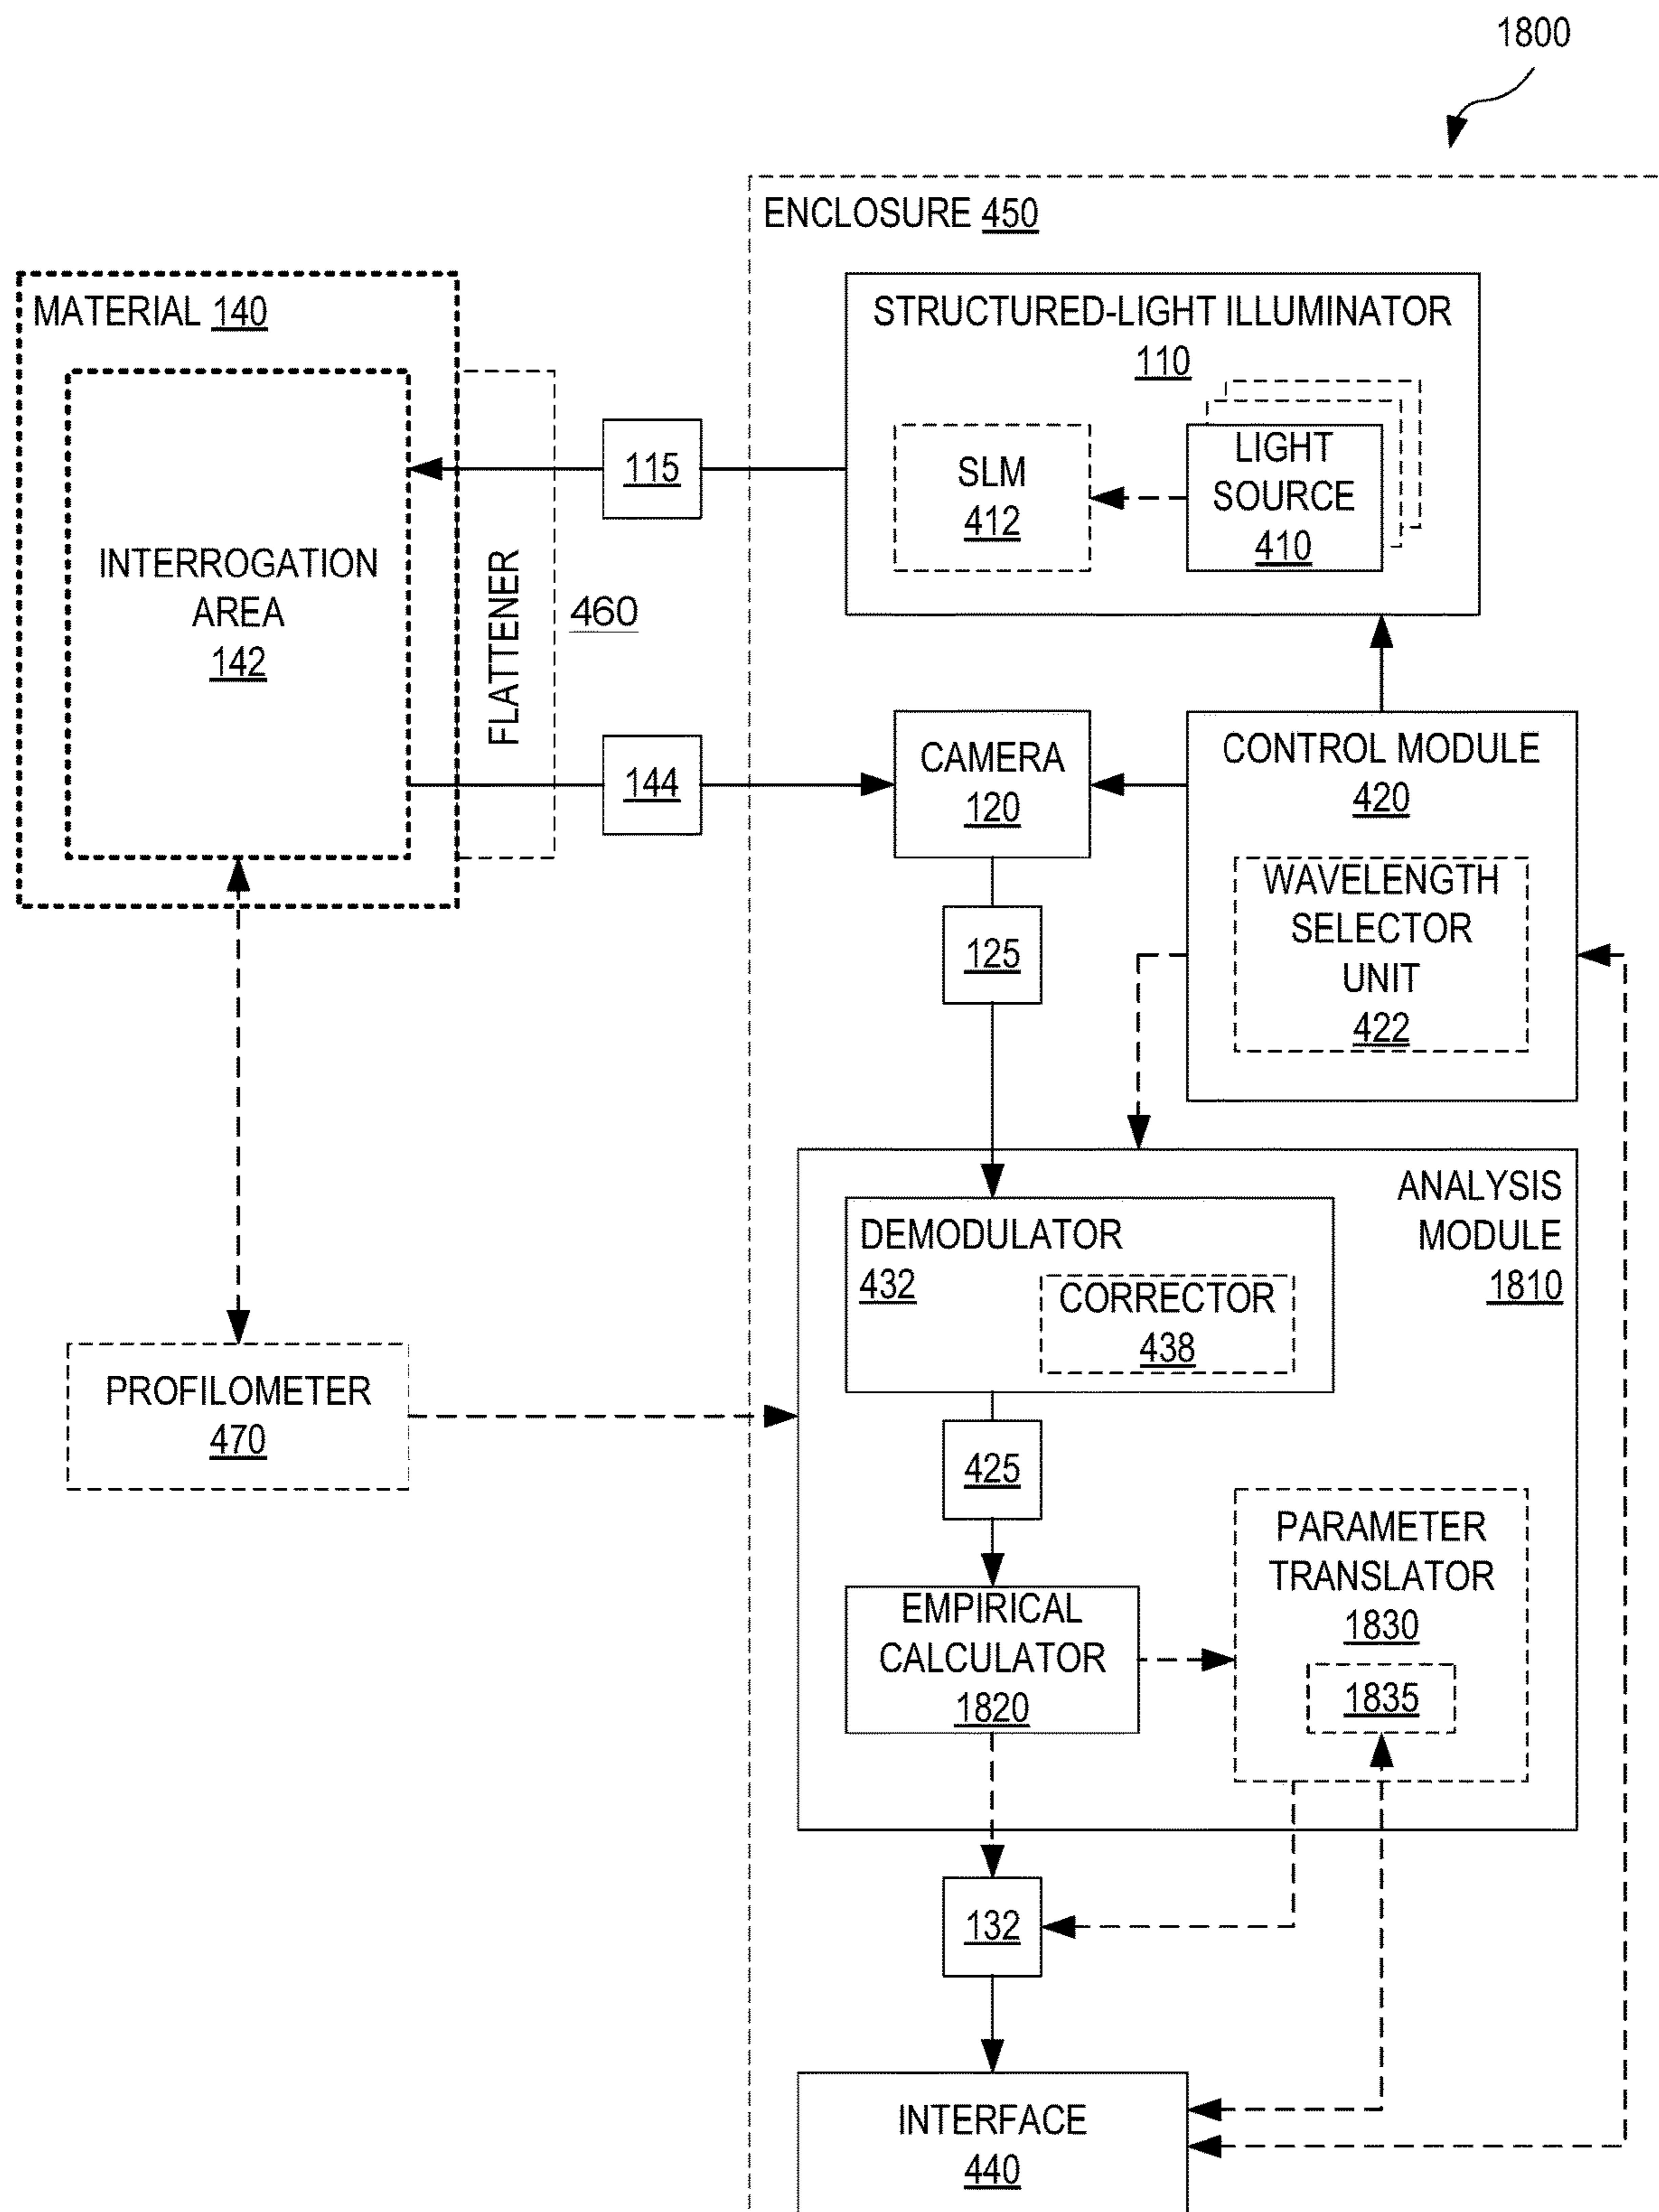 1800
ENCLOSURE 450
MATERIAL 140
INTERROGATION
AREA
142
FLATTENER
460
115
144
STRUCTURED-LIGHT ILLUMINATOR
110
SLM
412
LIGHT
SOURCE
410
CAMERA
120
CONTROL MODULE
420
WAVELENGTH
SELECTOR
UNIT
422
125
ANALYSIS
MODULE
1810
DEMODULATOR
432
CORRECTOR
438
PROFILOMETER
470
425
EMPIRICAL
CALCULATOR
1820
PARAMETER
TRANSLATOR
1830
1835
132
INTERFACE
440